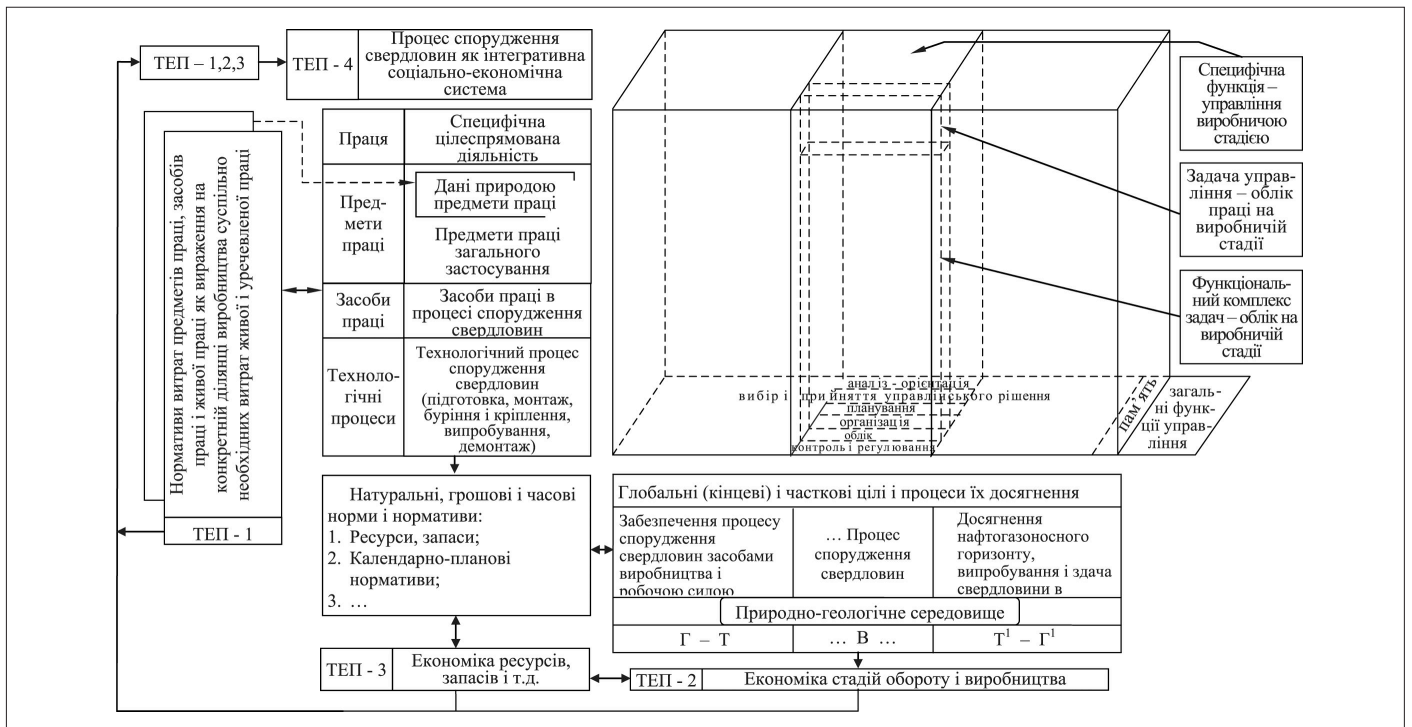 ТЕП – 1,2,3
ТЕП - 4
Процес спорудження
свердловин як інтегративна
соціально-економічна
система
Нормативи витрат предметів праці, засобів
праці і живої праці як вираження на
конкретній ділянці виробництва суспільно
необхідних витрат живої і уречевленої праці
ТЕП - 1
Праця
Специфічна
цілеспрямована
діяльність
Пред-
мети
праці
Дані природою
предмети праці
Предмети праці
загального
застосування
Засоби
праці
Засоби праці в
процесі спорудження
свердловин
Техноло-
гічні
процеси
Технологічний процес
спорудження
свердловин
(підготовка, монтаж,
буріння і кріплення,
випробування,
демонтаж)
Специфічна
функція –
управління
виробничою
стадією
Задача управ-
ління – облік
праці на
виробничій
стадії
Функціональ-
ний комплекс
задач – облік на
виробничій
стадії
аналіз - орієнтація
вибір і прийняття управлінського рішення
планування
організація
облік
контроль і регулювання
пам’ять
загаль-
ні функ-
ції управ-
ління
Натуральні, грошові і часові
норми і нормативи:
1. Ресурси, запаси;
2. Календарно-планові
нормативи;
3. …
Глобальні (кінцеві) і часткові цілі і процеси їх досягнення
Забезпечення процесу
спорудження
свердловин засобами
виробництва і
робочою силою
… Процес
спорудження
свердловин
Досягнення
нафтогазоносного
горизонту,
випробування і здача
свердловини в
Природно-геологічне середовище
Г – Т
… В …
Т¹ – Г¹
ТЕП - 3
Економіка ресурсів,
запасів і т.д.
ТЕП - 2
Економіка стадій обороту і виробництва